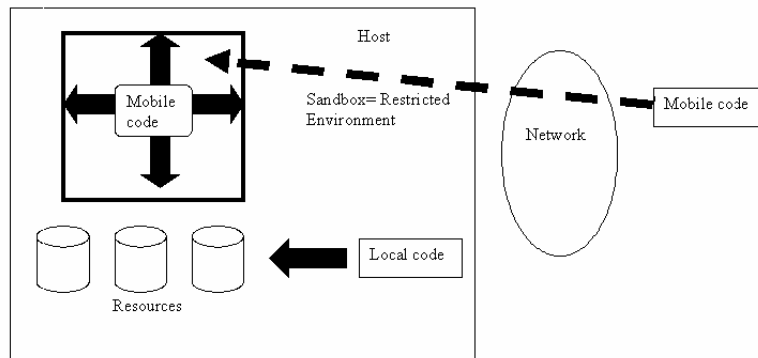 Host
Mobile
code
Sandbox= Restricted
Environment
Mobile code
Network
Local code
Resources